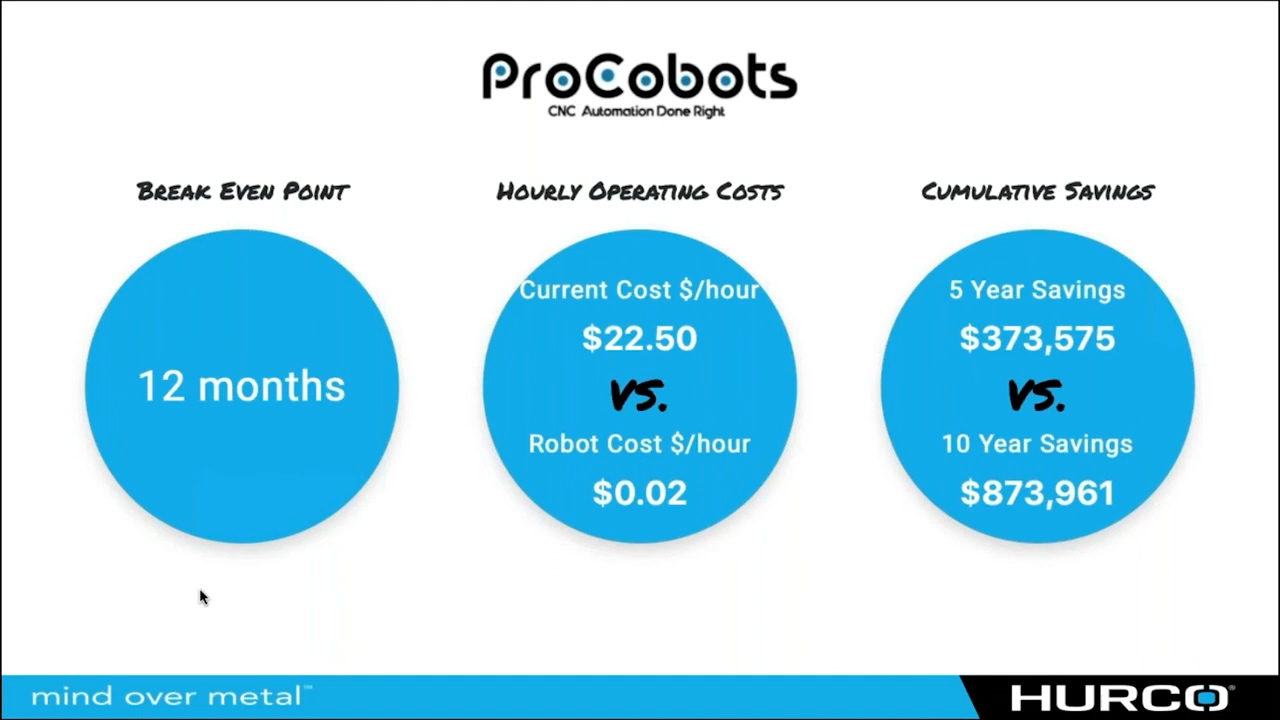 ProCobots
CNC Automation Done Right
Break Even Point
12 months
Hourly Operating Costs
Current Cost $/hour
$22.50
vs.
Robot Cost $/hour
$0.02
Cumulative Savings
5 Year Savings
$373,575
vs.
10 Year Savings
$873,961
mind over metal™
HURCO®